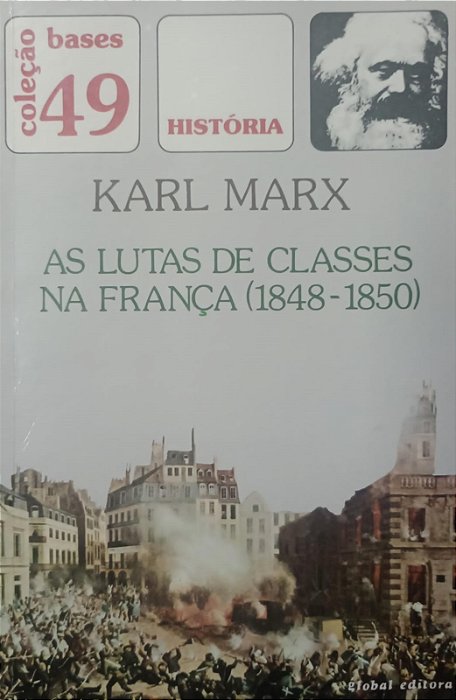 coleção
bases
49
HISTÓRIA
KARL MARX
AS LUTAS DE CLASSES
NA FRANÇA (1848-1850)
global editora